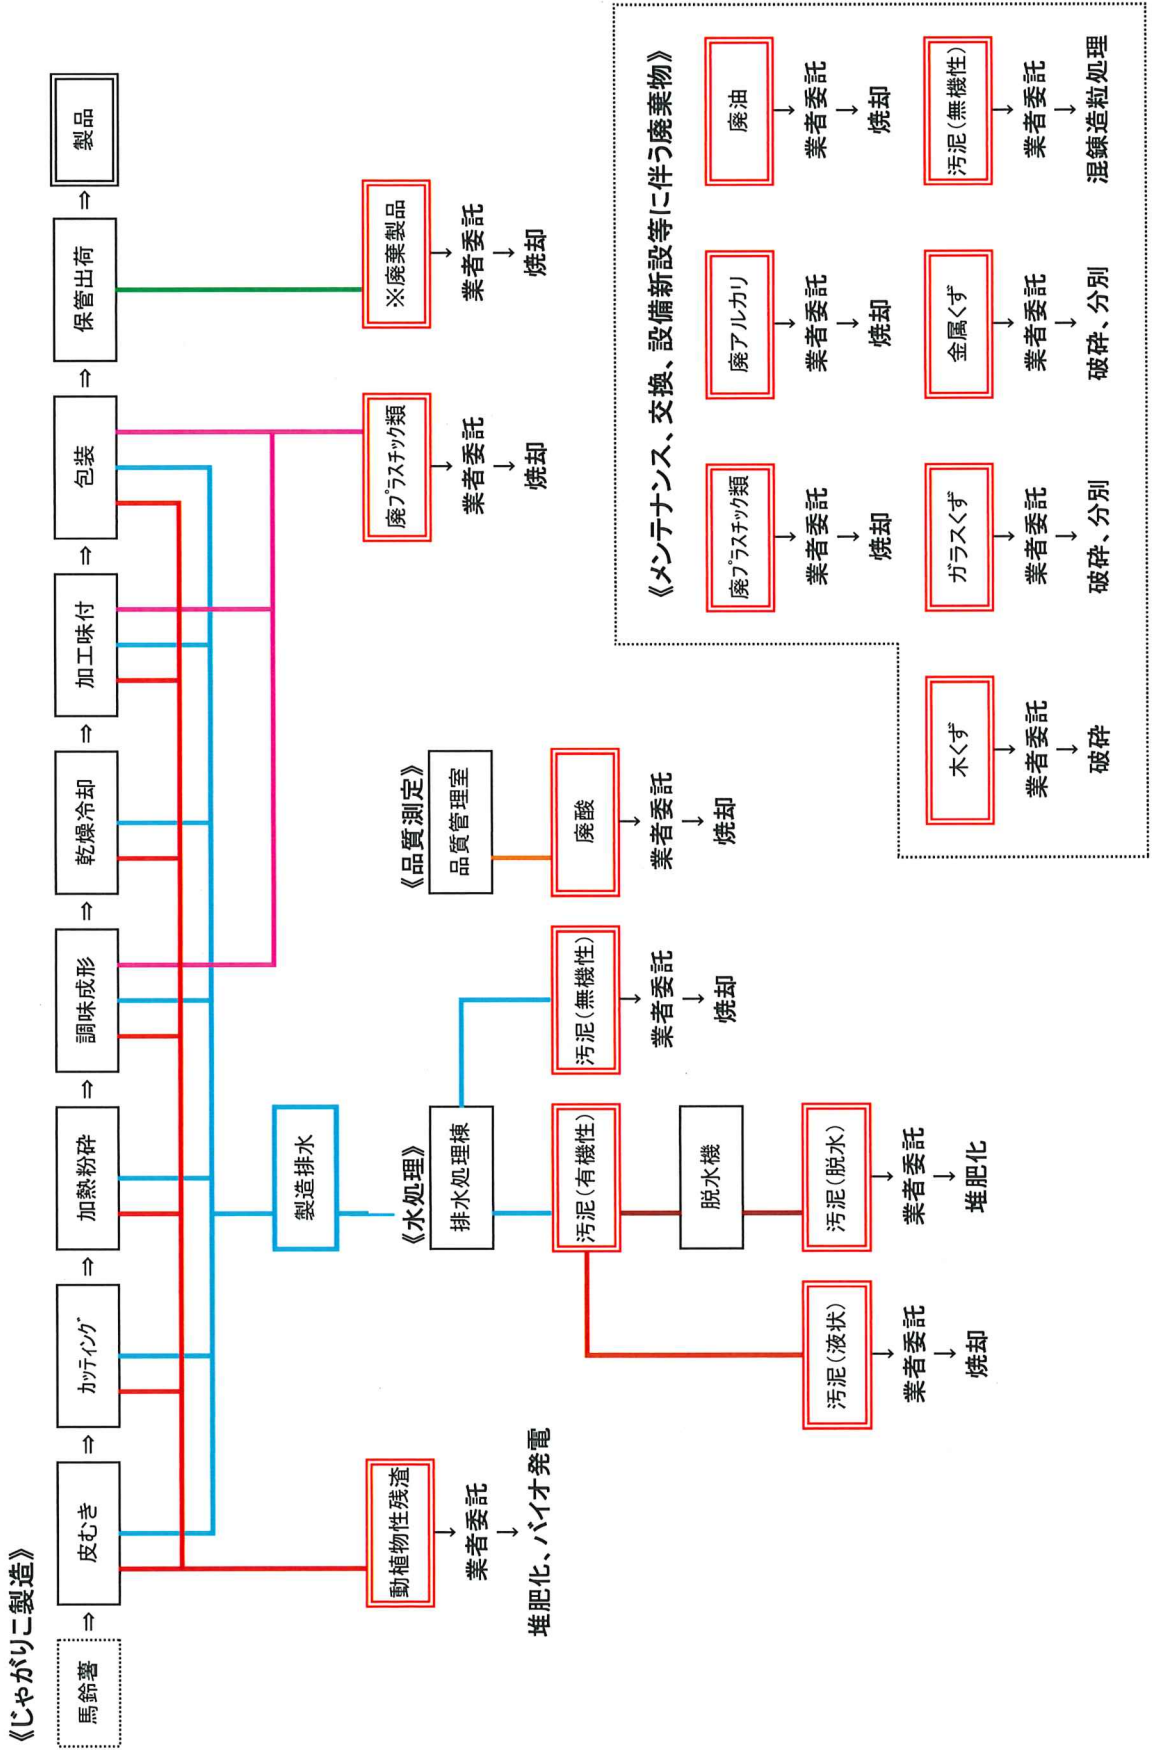 《じゃがりこ製造》
馬鈴薯 ⇒ 皮むき ⇒ カッティング ⇒ 加熱粉砕 ⇒ 調味成形 ⇒ 乾燥冷却 ⇒ 加工味付 ⇒ 包装 ⇒ 保管出荷 ⇒ 製品
製造排水
動植物性残渣
→業者委託
→堆肥化、バイオ発電
廃プラスチック類
→業者委託
→焼却
※廃棄製品
→業者委託
→焼却
《水処理》
排水処理棟
汚泥(有機性)
脱水機
汚泥(液状)
→業者委託
→焼却
汚泥(脱水)
→業者委託
→堆肥化
汚泥(無機性)
→業者委託
→焼却
《品質測定》
品質管理室
廃酸
→業者委託
→焼却
《メンテナンス、交換、設備新設等に伴う廃棄物》
廃プラスチック類
→業者委託
→焼却
廃アルカリ
→業者委託
→焼却
廃油
→業者委託
→焼却
木くず
→業者委託
→破砕
ガラスくず
→業者委託
→破砕、分別
金属くず
→業者委託
→破砕、分別
汚泥(無機性)
→業者委託
→混錬造粒処理